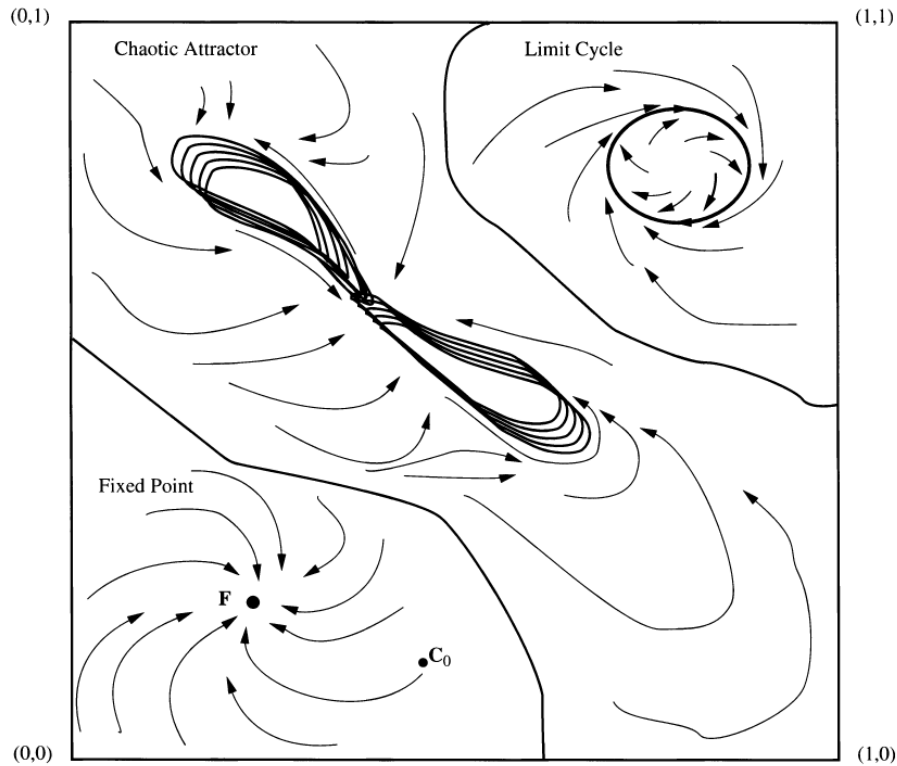 (0,1)
(1,1)
Chaotic Attractor
Limit Cycle
Fixed Point
F
C₀
(0,0)
(1,0)